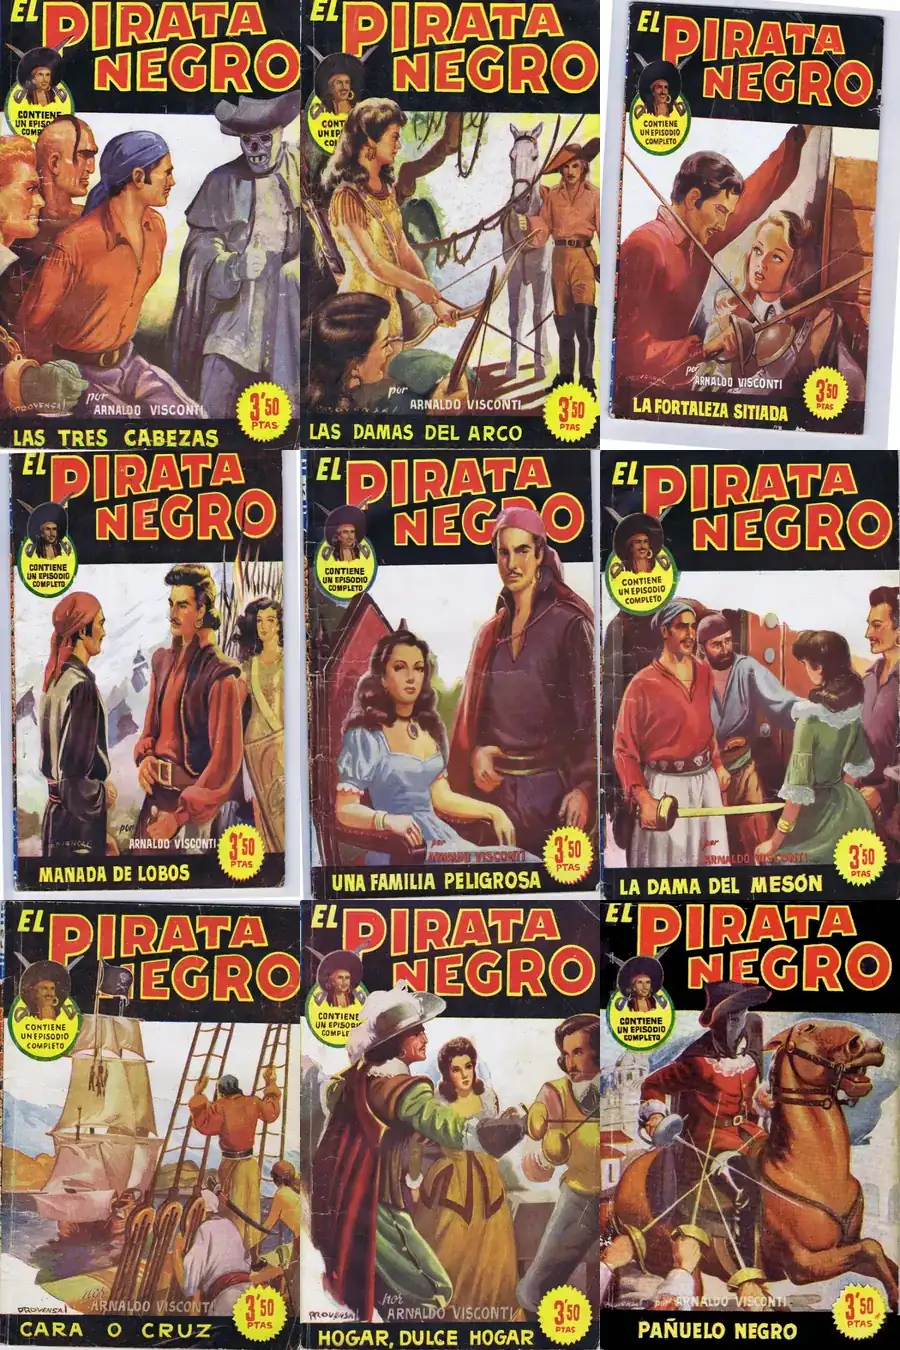 EL
PIRATA
NEGRO
CONTIENE
UN EPISODIO
COMPLETO
PROVENSAL
por
ARNALDO VISCONTI
3'50
PTAS
LAS TRES CABEZAS
EL
PIRATA
NEGRO
CONTIENE
UN EP
COMPL
por
ARNALDO VISCONTI
3'50
PTAS
LAS DAMAS DEL ARCO
EL
PIRATA
NEGRO
CONTIENE
UN EPISODIO
COMPLETO
por
ARNALDO VISCONTI
3'50
PTAS
LA FORTALEZA SITIADA
EL
PIRATA
NEGRO
CONTIENE
UN EPISODIO
COMPLETO
por
ARNALDO VISCONTI
3'50
PTAS
MANADA DE LOBOS
EL
PIRATA
NEGRO
CONTIENE
UN EPISODIO
COMPLETO
por
ARNALDO VISCONTI
3'50
PTAS
UNA FAMILIA PELIGROSA
EL
PIRATA
NEGRO
CONTIENE
UN EPISODIO
COMPLETO
por
ARNALDO VISCONTI
3'50
PTAS
LA DAMA DEL MESÓN
EL
PIRATA
NEGRO
CONTIENE
UN EPISODIO
COMPLETO
PROVENSAL
por
ARNALDO VISCONTI
3'50
PTAS
CARA O CRUZ
EL
PIRATA
NEGRO
CONTIENE
UN EPISODIO
COMPLETO
PROVENSAL
por
ARNALDO VISCONTI
3'50
PTAS
HOGAR, DULCE HOGAR
EL
PIRATA
NEGRO
CONTIENE
UN EPISODIO
COMPLETO
por
ARNALDO VISCONTI
3'50
PTAS
PAÑUELO NEGRO